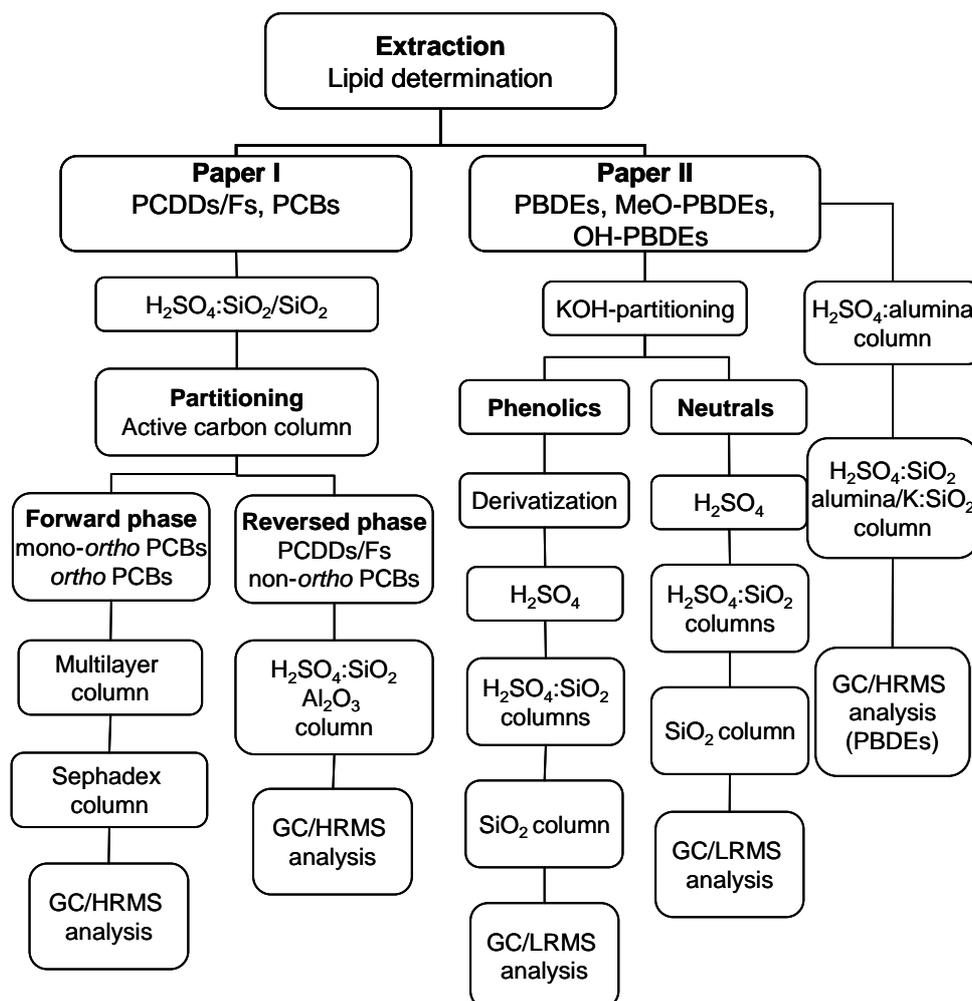 Extraction
Lipid determination
Paper I
PCDDs/Fs, PCBs
Paper II
PBDEs, MeO-PBDEs,
OH-PBDEs
H₂SO₄:SiO₂/SiO₂
Partitioning
Active carbon column
Forward phase
mono-ortho PCBs
ortho PCBs
Multilayer
column
Sephadex
column
GC/HRMS
analysis
Reversed phase
PCDDs/Fs
non-ortho PCBs
H₂SO₄:SiO₂
Al₂O₃
column
GC/HRMS
analysis
KOH-partitioning
Phenolics
Derivatization
H₂SO₄
H₂SO₄:SiO₂
columns
SiO₂ column
GC/LRMS
analysis
Neutrals
H₂SO₄
H₂SO₄:SiO₂
columns
SiO₂ column
GC/LRMS
analysis
H₂SO₄:alumina
column
H₂SO₄:SiO₂
alumina/K:SiO₂
column
GC/HRMS
analysis
(PBDEs)